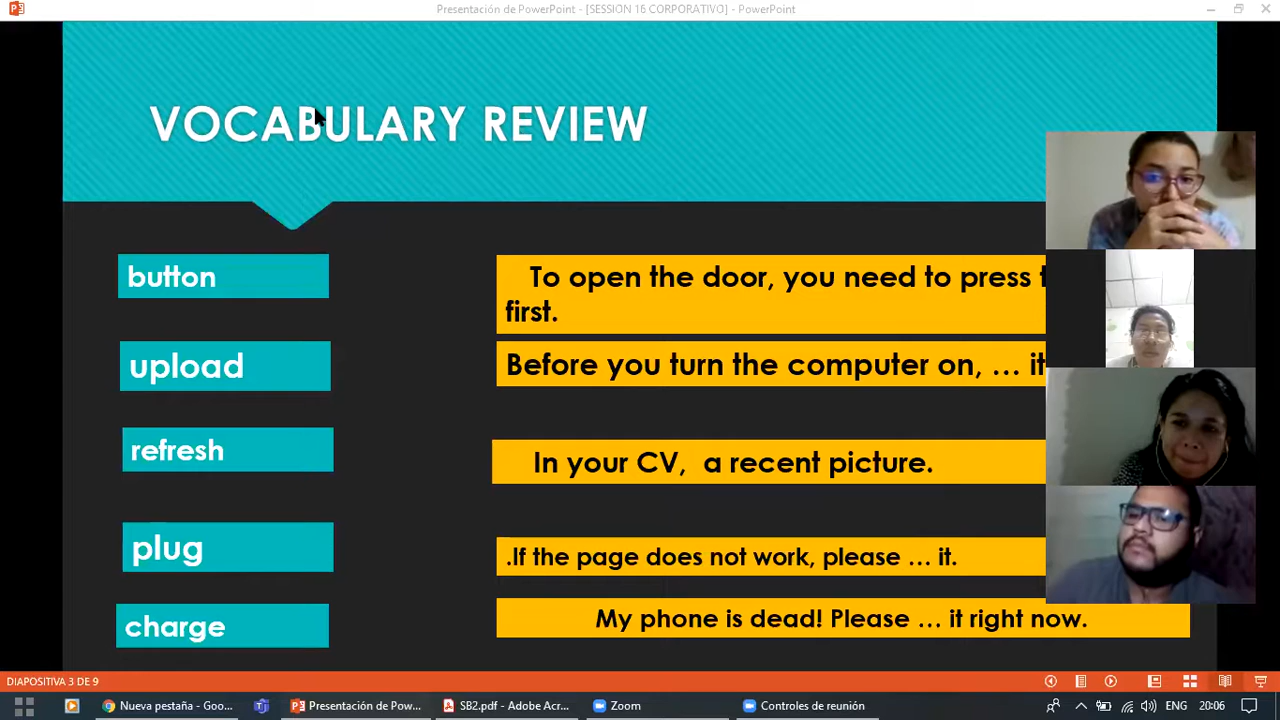 Presentación de PowerPoint - [SESSION 16 CORPORATIVO] - PowerPoint
VOCABULARY REVIEW
button
To open the door, you need to press
first.
upload
Before you turn the computer on, … it
refresh
In your CV, a recent picture.
plug
.If the page does not work, please … it.
charge
My phone is dead! Please … it right now.
DIAPOSITIVA 3 DE 9
Nueva pestaña - Goo...
Presentación de Pow...
SB2.pdf - Adobe Acr...
Zoom
Controles de reunión
ENG
20:06